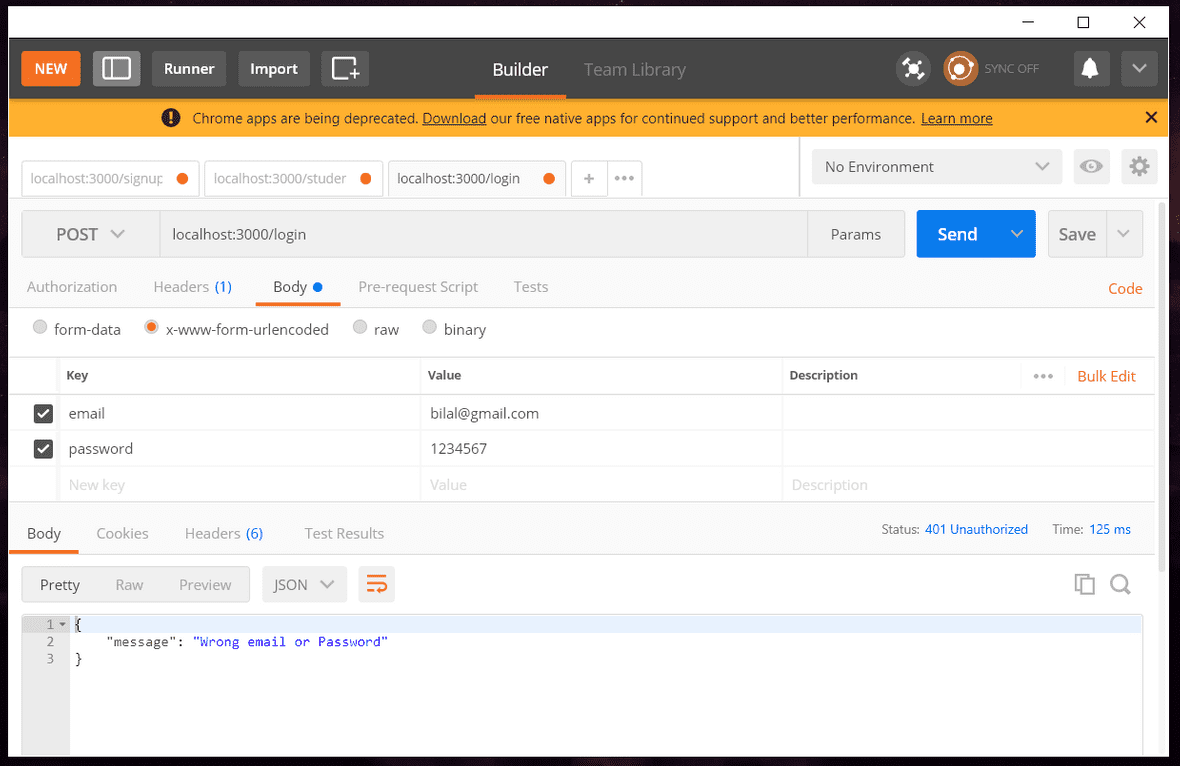 NEW Runner Import Builder Team Library SYNC OFF
Chrome apps are being deprecated. Download our free native apps for continued support and better performance. Learn more
localhost:3000/signup localhost:3000/studer localhost:3000/login + No Environment
POST localhost:3000/login Params Send Save
Authorization Headers (1) Body Pre-request Script Tests Code
form-data x-www-form-urlencoded raw binary
Key Value Description Bulk Edit
email bilal@gmail.com
password 1234567
New key Value Description
Body Cookies Headers (6) Test Results Status: 401 Unauthorized Time: 125 ms
Pretty Raw Preview JSON
1 {
2 "message": "Wrong email or Password"
3 }